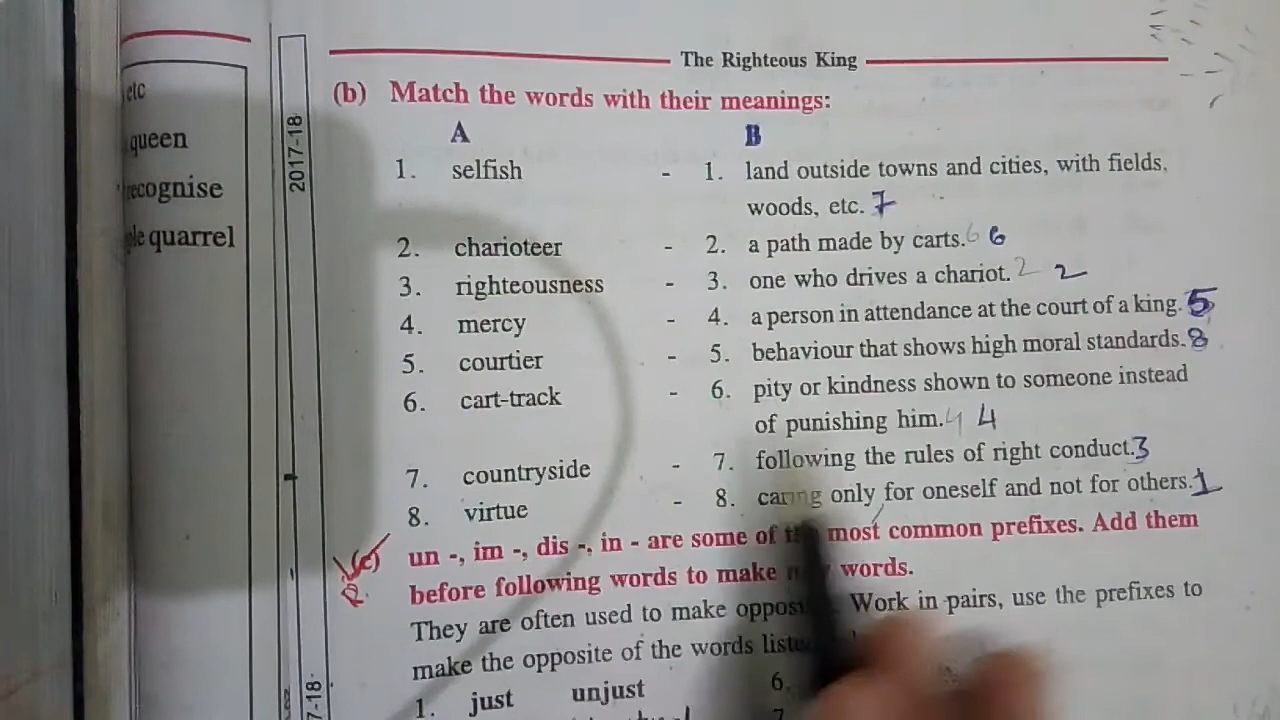 The Righteous King
etc
queen
recognise
quarrel
2017-18
(b) Match the words with their meanings:
A B
1. selfish - 1. land outside towns and cities, with fields,
woods, etc. 7
2. charioteer - 2. a path made by carts. 6 6
3. righteousness - 3. one who drives a chariot. 2 2
4. mercy - 4. a person in attendance at the court of a king. 5
5. courtier - 5. behaviour that shows high moral standards. 8
6. cart-track - 6. pity or kindness shown to someone instead
of punishing him. 4 4
7. countryside - 7. following the rules of right conduct. 3
8. virtue - 8. caring only for oneself and not for others. 1
(c) un -, im -, dis -, in - are some of the most common prefixes. Add them
before following words to make words.
They are often used to make Work in pairs, use the prefixes to
make the opposite of the words
1. just unjust 6.
7.